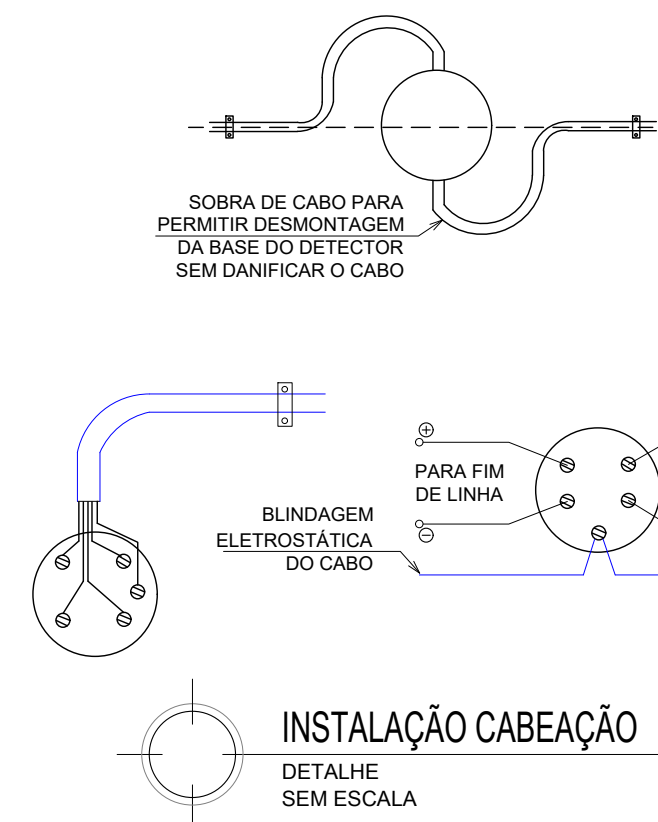 SOBRA DE CABO PARA
PERMITIR DESMONTAGEM
DA BASE DO DETECTOR
SEM DANIFICAR O CABO
+
PARA FIM
DE LINHA
-
BLINDAGEM
ELETROSTÁTICA
DO CABO
INSTALAÇÃO CABEAÇÃO
DETALHE
SEM ESCALA